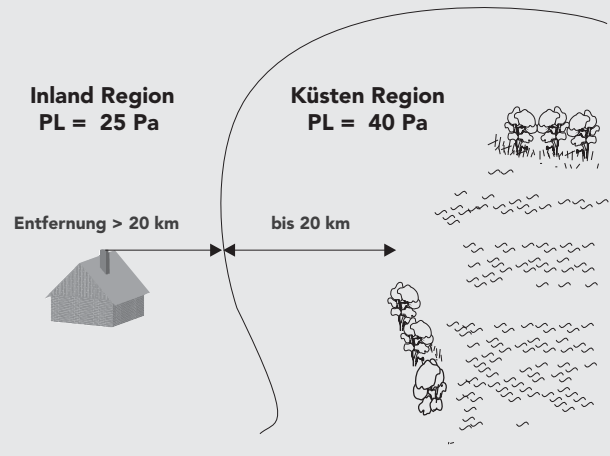 Inland Region
PL = 25 Pa
Küsten Region
PL = 40 Pa
Entfernung > 20 km
bis 20 km